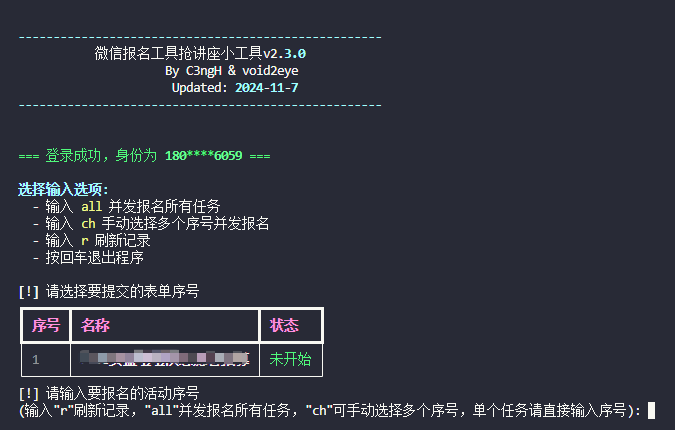 ------------------------------------------------
微信报名工具抢讲座小工具v2.3.0
By C3ngH & void2eye
Updated: 2024-11-7
------------------------------------------------
=== 登录成功，身份为 180****6059 ===
选择输入选项:
- 输入 all 并发报名所有任务
- 输入 ch 手动选择多个序号并发报名
- 输入 r 刷新记录
- 按回车退出程序
[!] 请选择要提交的表单序号
序号 名称 状态
1 未开始
[!] 请输入要报名的活动序号
(输入"r"刷新记录，"all"并发报名所有任务，"ch"可手动选择多个序号，单个任务请直接输入序号):